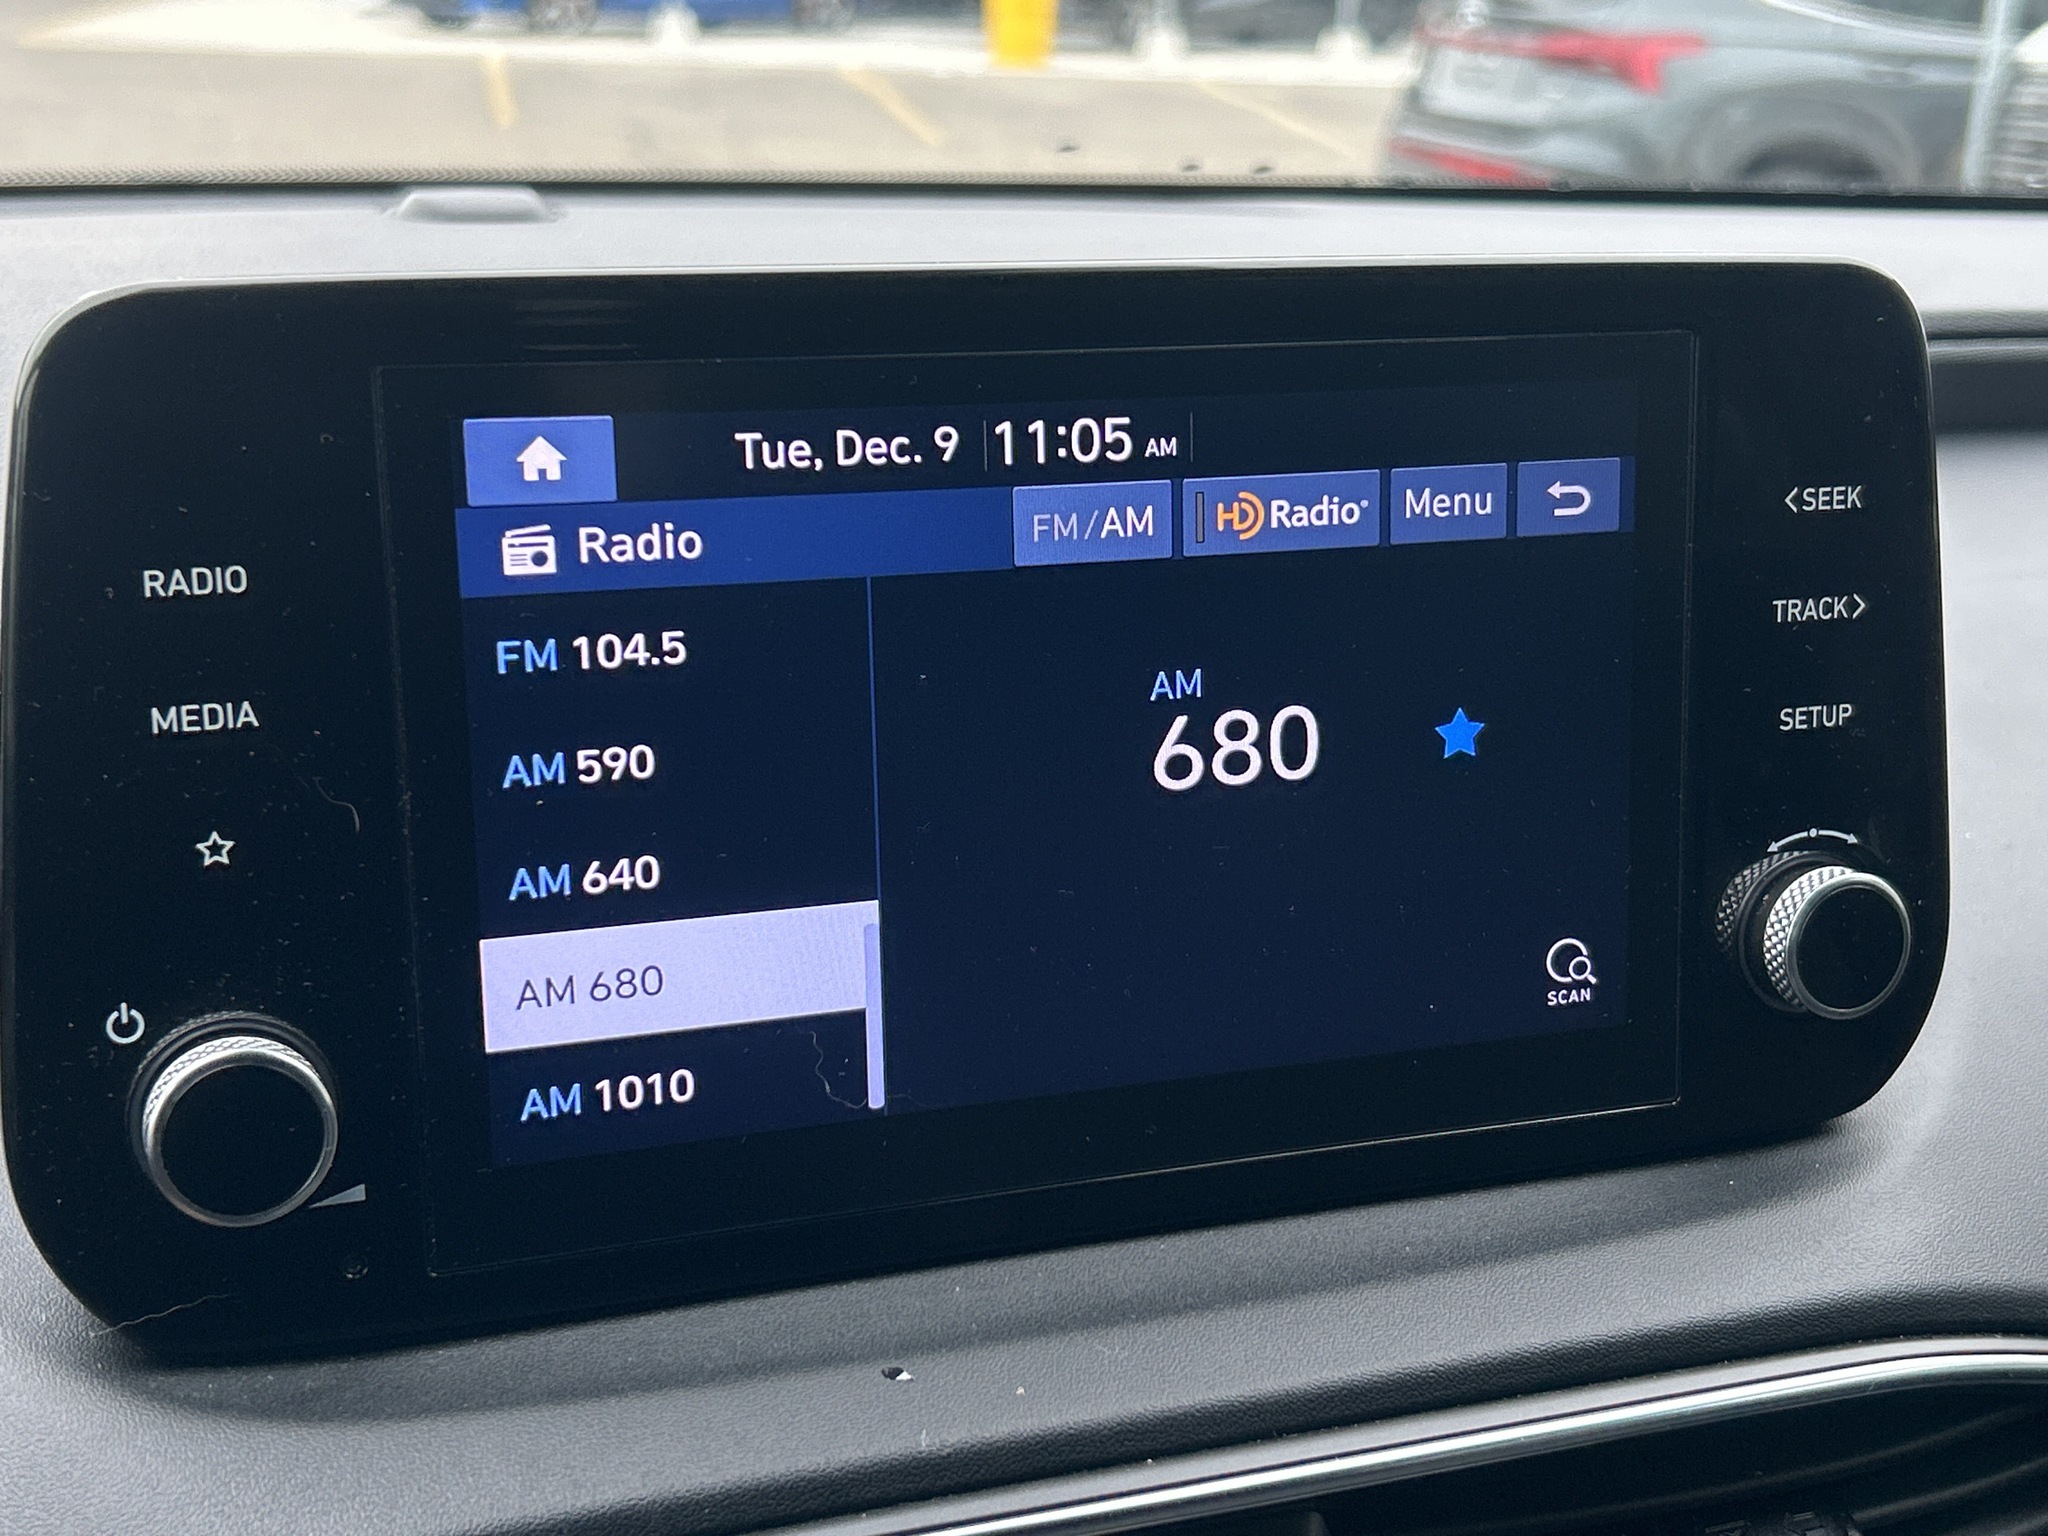 Tue, Dec. 9 11:05 AM
Radio FM/AM HD Radio® Menu
FM 104.5
AM 590
AM 640
AM 680
AM 1010
AM
680
SCAN
RADIO
MEDIA
SEEK
TRACK
SETUP